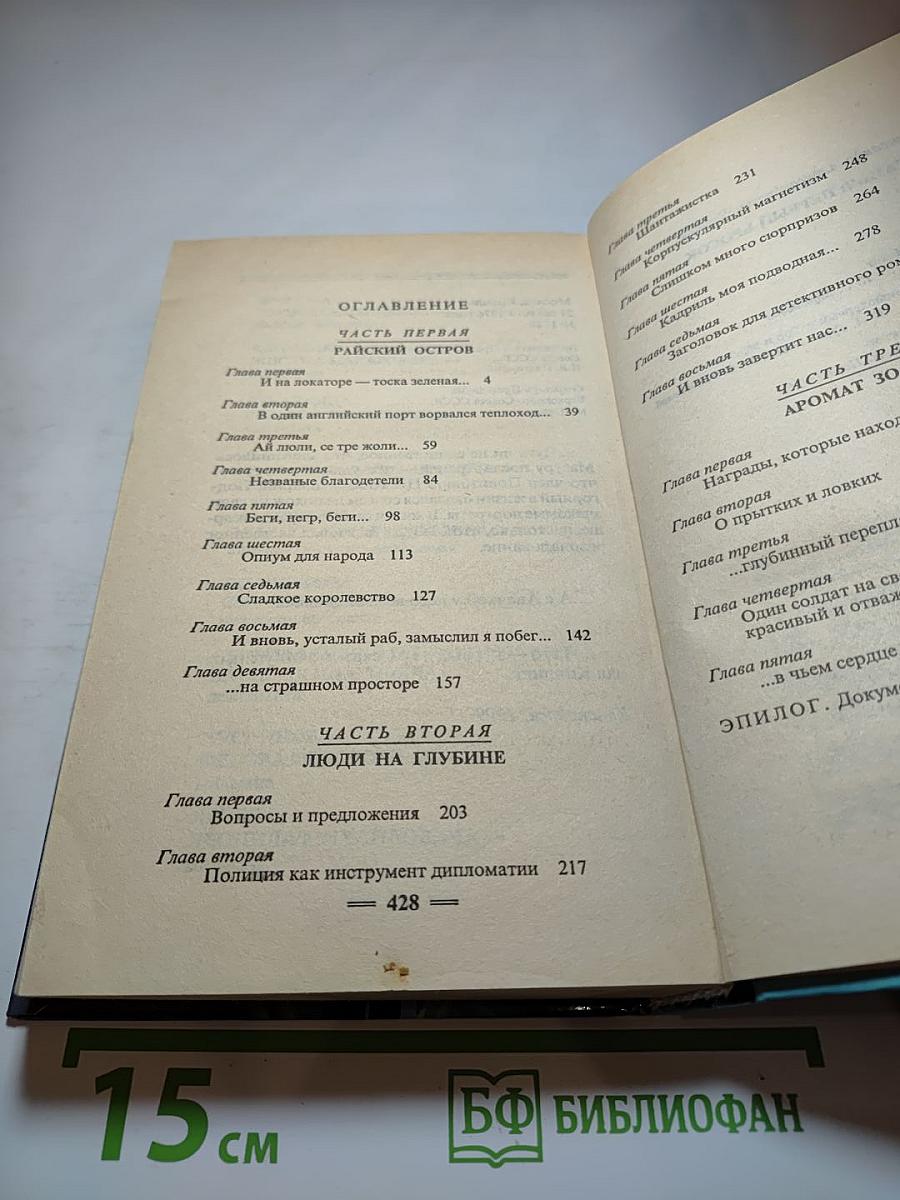 ОГЛАВЛЕНИЕ
ЧАСТЬ ПЕРВАЯ
РАЙСКИЙ ОСТРОВ
Глава первая
И на локаторе — тоска зеленая... 4
Глава вторая
В один английский порт ворвался теплоход... 39
Глава третья
Ай люли, се тре жоли... 59
Глава четвертая
Незваные благодетели 84
Глава пятая
Беги, негр, беги... 98
Глава шестая
Опиум для народа 113
Глава седьмая
Сладкое королевство 127
Глава восьмая
И вновь, усталый раб, замыслил я побег... 142
Глава девятая
...на страшном просторе 157
ЧАСТЬ ВТОРАЯ
ЛЮДИ НА ГЛУБИНЕ
Глава первая
Вопросы и предложения 203
Глава вторая
Полиция как инструмент дипломатии 217
== 428 ==
Глава третья
Шантажистка 231
Глава четвертая
Корпускулярный магнетизм 248
Глава пятая
Слишком много сюрпризов 264
Глава шестая
Кадриль моя подводная... 278
Глава седьмая
Заголовок для детективного ром
Глава восьмая
И вновь завертит нас... 319
ЧАСТЬ ТРЕ
АРОМАТ ЗО
Глава первая
Награды, которые наход
Глава вторая
О прытких и ловких
Глава третья
...глубинный перепл
Глава четвертая
Один солдат на св
красивый и отваж
Глава пятая
...в чьем сердце
ЭПИЛОГ. Докуме
15 см
БФ БИБЛИОФАН